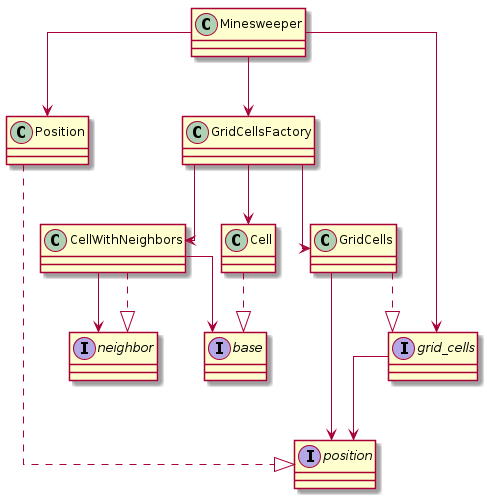 C Minesweeper
C Position
C GridCellsFactory
C CellWithNeighbors
C Cell
C GridCells
I neighbor
I base
I grid_cells
I position